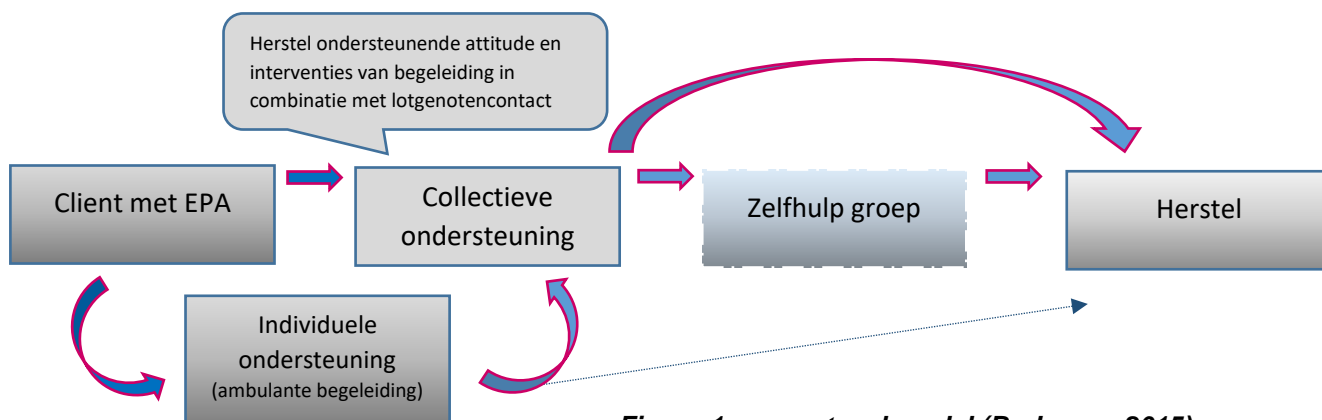 Herstel ondersteunende attitude en
interventies van begeleiding in
combinatie met lotgenotencontact
Client met EPA
Collectieve
ondersteuning
Zelfhulp groep
Herstel
Individuele
ondersteuning
(ambulante begeleiding)